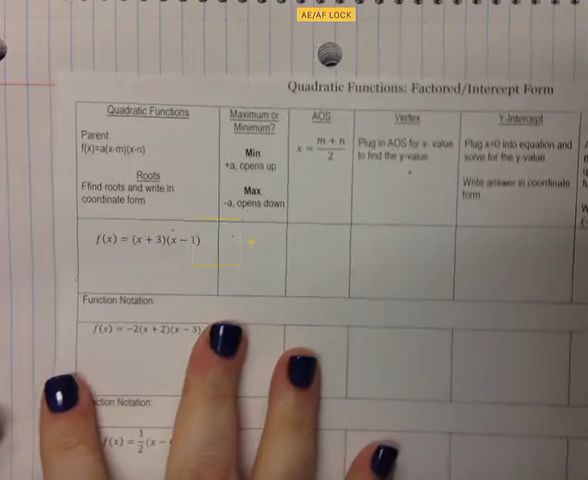 AE/AF LOCK
Quadratic Functions: Factored/Intercept Form
Quadratic Functions
Parent
f(x)=a(x-m)(x-n)
Roots
Ffind roots and write in
coordinate form
Maximum or
Minimum?
Min
+a, opens up
Max
-a, opens down
AOS
x = m + n / 2
Vertex
Plug in AOS for x- value
to find the y-value
Y-Intercept
Plug x=0 into equation and
solve for the y-value.
Write answer in coordinate
form
f(x) = (x + 3)(x − 1)
Function Notation:
f(x) = −2(x + 2)(x − 3)
ction Notation:
f(x) = 1/2 (x −